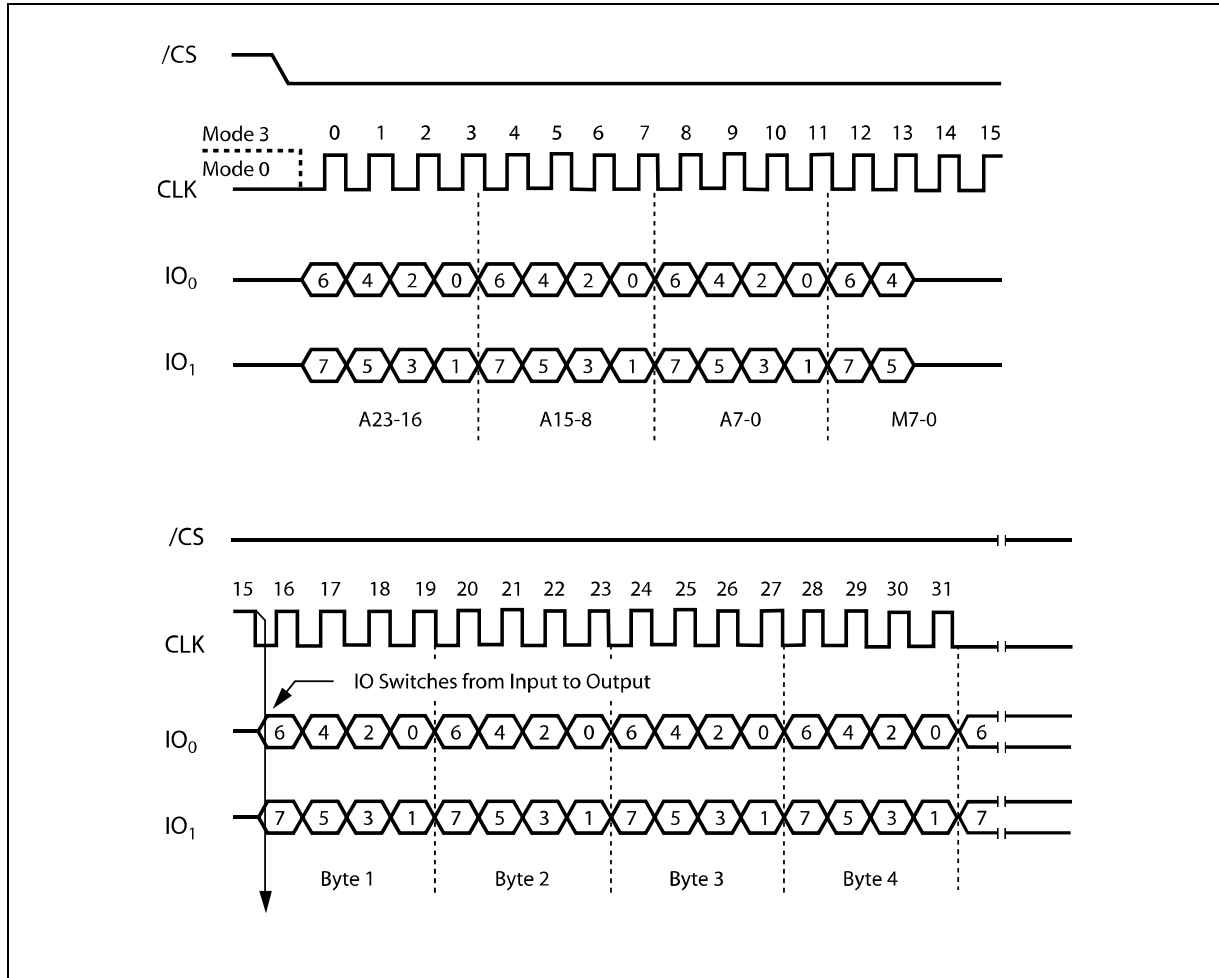 /CS
Mode 3
0 1 2 3 4 5 6 7 8 9 10 11 12 13 14 15
Mode 0
CLK
IO0 6 4 2 0 6 4 2 0 6 4 2 0 6 4
IO1 7 5 3 1 7 5 3 1 7 5 3 1 7 5
A23-16 A15-8 A7-0 M7-0
/CS
15 16 17 18 19 20 21 22 23 24 25 26 27 28 29 30 31
CLK
IO Switches from Input to Output
IO0 6 4 2 0 6 4 2 0 6 4 2 0 6 4 2 0 6
IO1 7 5 3 1 7 5 3 1 7 5 3 1 7 5 3 1 7
Byte 1 Byte 2 Byte 3 Byte 4